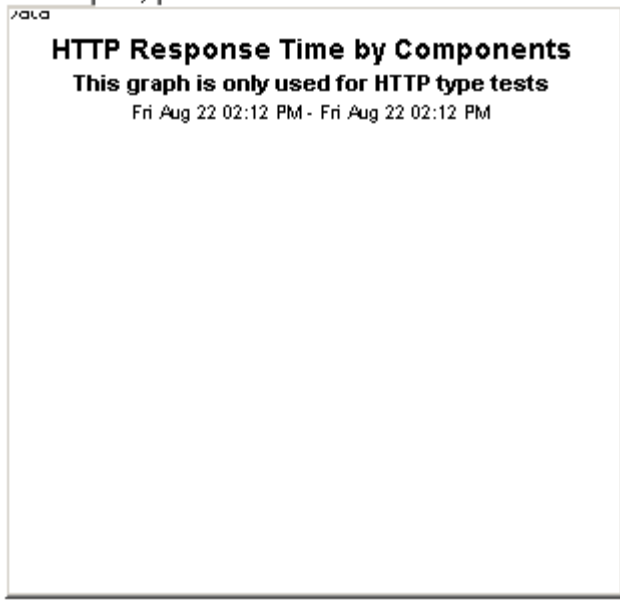 HTTP Response Time by Components
This graph is only used for HTTP type tests
Fri Aug 22 02:12 PM - Fri Aug 22 02:12 PM